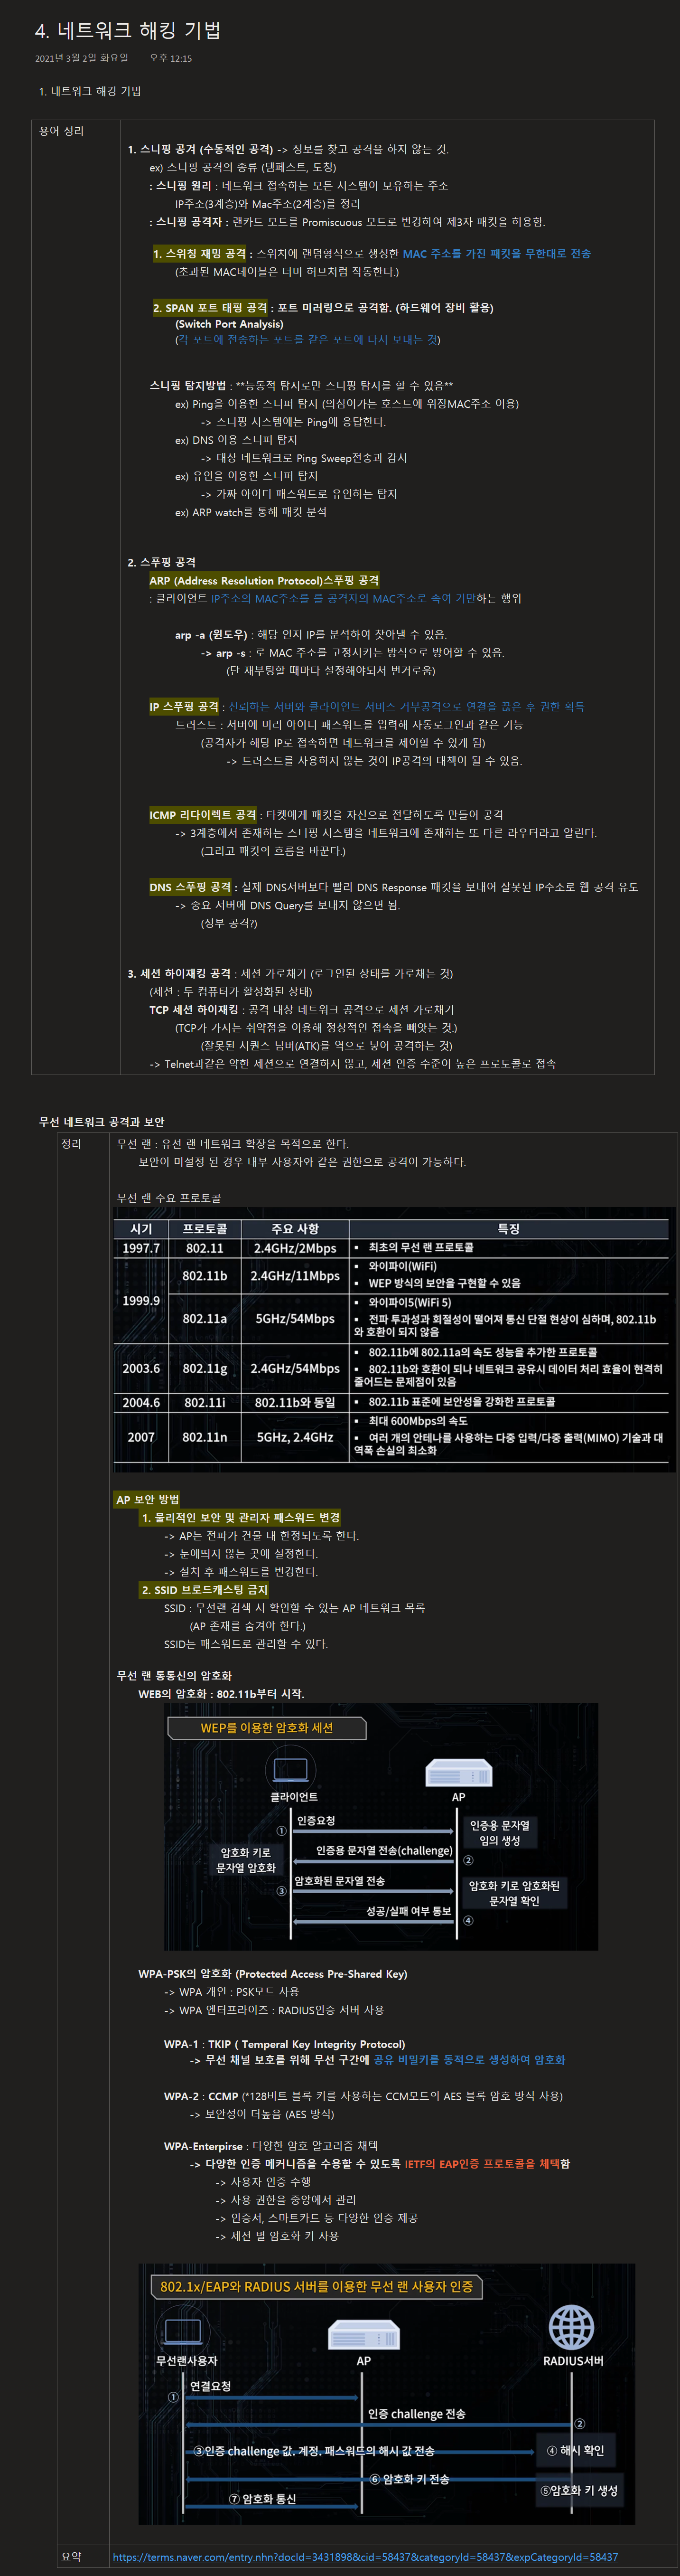 4. 네트워크 해킹 기법
2021년 3월 2일 화요일 오후 12:15
1. 네트워크 해킹 기법
용어 정리
1. 스니핑 공겨 (수동적인 공격) -> 정보를 찾고 공격을 하지 않는 것.
ex) 스니핑 공격의 종류 (템페스트, 도청)
: 스니핑 원리 : 네트워크 접속하는 모든 시스템이 보유하는 주소
IP주소(3계층)와 Mac주소(2계층)를 정리
: 스니핑 공격자 : 랜카드 모드를 Promiscuous 모드로 변경하여 제3자 패킷을 허용함.
1. 스위칭 재밍 공격 : 스위치에 랜덤형식으로 생성한 MAC 주소를 가진 패킷을 무한대로 전송
(초과된 MAC테이블은 더미 허브처럼 작동한다.)
2. SPAN 포트 태핑 공격 : 포트 미러링으로 공격함. (하드웨어 장비 활용)
(Switch Port Analysis)
(각 포트에 전송하는 포트를 같은 포트에 다시 보내는 것)
스니핑 탐지방법 : **능동적 탐지로만 스니핑 탐지를 할 수 있음**
ex) Ping을 이용한 스니퍼 탐지 (의심이가는 호스트에 위장MAC주소 이용)
-> 스니핑 시스템에는 Ping에 응답한다.
ex) DNS 이용 스니퍼 탐지
-> 대상 네트워크로 Ping Sweep전송과 감시
ex) 유인을 이용한 스니퍼 탐지
-> 가짜 아이디 패스워드로 유인하는 탐지
ex) ARP watch를 통해 패킷 분석
2. 스푸핑 공격
ARP (Address Resolution Protocol)스푸핑 공격
: 클라이언트 IP주소의 MAC주소를 를 공격자의 MAC주소로 속여 기만하는 행위
arp -a (윈도우) : 해당 인지 IP를 분석하여 찾아낼 수 있음.
-> arp -s : 로 MAC 주소를 고정시키는 방식으로 방어할 수 있음.
(단 재부팅할 때마다 설정해야되서 번거로움)
IP 스푸핑 공격 : 신뢰하는 서버와 클라이언트 서비스 거부공격으로 연결을 끊은 후 권한 획득
트러스트 : 서버에 미리 아이디 패스워드를 입력해 자동로그인과 같은 기능
(공격자가 해당 IP로 접속하면 네트워크를 제어할 수 있게 됨)
-> 트러스트를 사용하지 않는 것이 IP공격의 대책이 될 수 있음.
ICMP 리다이렉트 공격 : 타켓에게 패킷을 자신으로 전달하도록 만들어 공격
-> 3계층에서 존재하는 스니핑 시스템을 네트워크에 존재하는 또 다른 라우터라고 알린다.
(그리고 패킷의 흐름을 바꾼다.)
DNS 스푸핑 공격 : 실제 DNS서버보다 빨리 DNS Response 패킷을 보내어 잘못된 IP주소로 웹 공격 유도
-> 중요 서버에 DNS Query를 보내지 않으면 됨.
(정부 공격?)
3. 세션 하이재킹 공격 : 세션 가로채기 (로그인된 상태를 가로채는 것)
(세션 : 두 컴퓨터가 활성화된 상태)
TCP 세션 하이재킹 : 공격 대상 네트워크 공격으로 세션 가로채기
(TCP가 가지는 취약점을 이용해 정상적인 접속을 빼앗는 것.)
(잘못된 시퀀스 넘버(ATK)를 역으로 넣어 공격하는 것)
-> Telnet과같은 약한 세션으로 연결하지 않고, 세션 인증 수준이 높은 프로토콜로 접속
무선 네트워크 공격과 보안
정리
무선 랜 : 유선 랜 네트워크 확장을 목적으로 한다.
보안이 미설정 된 경우 내부 사용자와 같은 권한으로 공격이 가능하다.
무선 랜 주요 프로토콜
시기 프로토콜 주요 사항 특징
1997.7 802.11 2.4GHz/2Mbps ▪ 최초의 무선 랜 프로토콜
1999.9 802.11b 2.4GHz/11Mbps ▪ 와이파이(WiFi)
▪ WEP 방식의 보안을 구현할 수 있음
802.11a 5GHz/54Mbps ▪ 와이파이5(WiFi 5)
▪ 전파 투과성과 회절성이 떨어져 통신 단절 현상이 심하며, 802.11b
와 호환이 되지 않음
2003.6 802.11g 2.4GHz/54Mbps ▪ 802.11b에 802.11a의 속도 성능을 추가한 프로토콜
▪ 802.11b와 호환이 되나 네트워크 공유시 데이터 처리 효율이 현격히
줄어드는 문제점이 있음
2004.6 802.11i 802.11b와 동일 ▪ 802.11b 표준에 보안성을 강화한 프로토콜
2007 802.11n 5GHz, 2.4GHz ▪ 최대 600Mbps의 속도
▪ 여러 개의 안테나를 사용하는 다중 입력/다중 출력(MIMO) 기술과 대
역폭 손실의 최소화
AP 보안 방법
1. 물리적인 보안 및 관리자 패스워드 변경
-> AP는 전파가 건물 내 한정되도록 한다.
-> 눈에띄지 않는 곳에 설정한다.
-> 설치 후 패스워드를 변경한다.
2. SSID 브로드캐스팅 금지
SSID : 무선랜 검색 시 확인할 수 있는 AP 네트워크 목록
(AP 존재를 숨겨야 한다.)
SSID는 패스워드로 관리할 수 있다.
무선 랜 통통신의 암호화
WEB의 암호화 : 802.11b부터 시작.
WEP를 이용한 암호화 세션
클라이언트 AP
① 인증요청
인증용 문자열
임의 생성
인증용 문자열 전송(challenge) ②
암호화 키로
문자열 암호화
③ 암호화된 문자열 전송
암호화 키로 암호화된
문자열 확인
성공/실패 여부 통보 ④
WPA-PSK의 암호화 (Protected Access Pre-Shared Key)
-> WPA 개인 : PSK모드 사용
-> WPA 엔터프라이즈 : RADIUS인증 서버 사용
WPA-1 : TKIP ( Temperal Key Integrity Protocol)
-> 무선 채널 보호를 위해 무선 구간에 공유 비밀키를 동적으로 생성하여 암호화
WPA-2 : CCMP (*128비트 블록 키를 사용하는 CCM모드의 AES 블록 암호 방식 사용)
-> 보안성이 더높음 (AES 방식)
WPA-Enterpirse : 다양한 암호 알고리즘 채텍
-> 다양한 인증 메커니즘을 수용할 수 있도록 IETF의 EAP인증 프로토콜을 체택함
-> 사용자 인증 수행
-> 사용 권한을 중앙에서 관리
-> 인증서, 스마트카드 등 다양한 인증 제공
-> 세션 별 암호화 키 사용
802.1x/EAP와 RADIUS 서버를 이용한 무선 랜 사용자 인증
무선랜사용자 AP RADIUS서버
① 연결요청
인증 challenge 전송 ②
③인증 challenge 값, 계정, 패스워드의 해시 값 전송 ④ 해시 확인
⑥ 암호화 키 전송 ⑤암호화 키 생성
⑦ 암호화 통신
요약
https://terms.naver.com/entry.nhn?docId=3431898&cid=58437&categoryId=58437&expCategoryId=58437